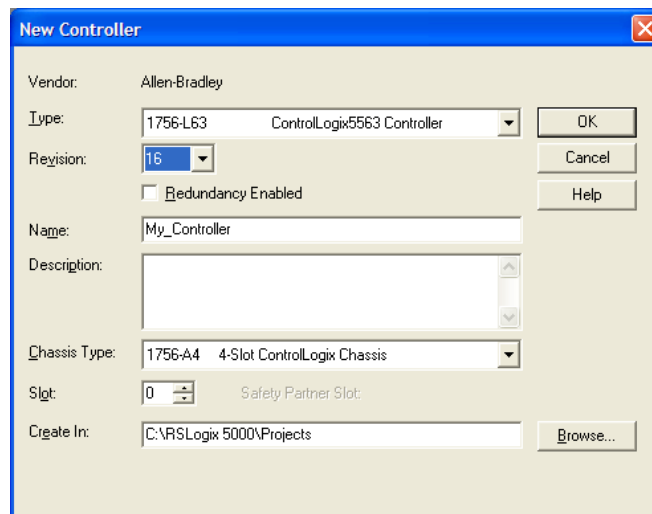 New Controller
Vendor: Allen-Bradley
Type: 1756-L63 ControlLogix5563 Controller OK
Revision: 16 Cancel
Redundancy Enabled Help
Name: My_Controller
Description:
Chassis Type: 1756-A4 4-Slot ControlLogix Chassis
Slot: 0 Safety Partner Slot:
Create In: C:\RSLogix 5000\Projects Browse...